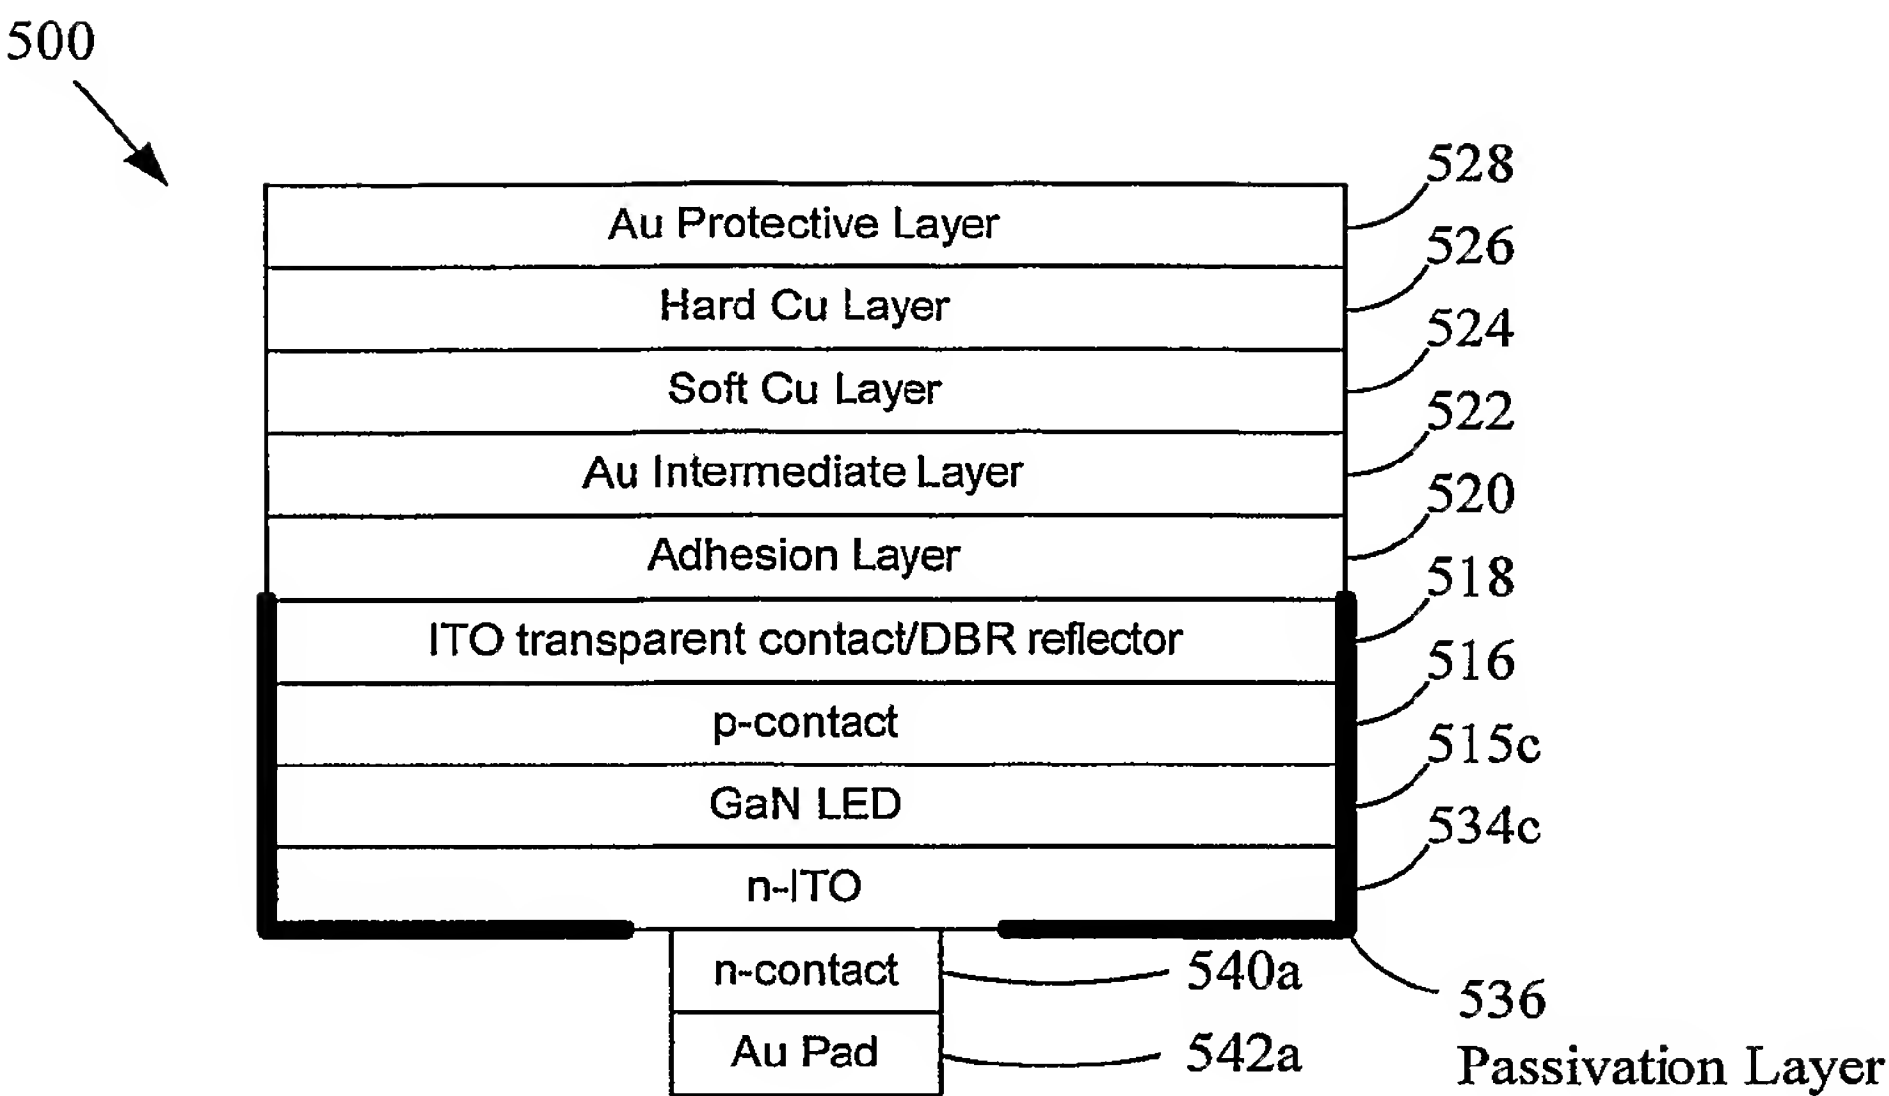 500
Au Protective Layer 528
Hard Cu Layer 526
Soft Cu Layer 524
Au Intermediate Layer 522
Adhesion Layer 520
ITO transparent contact/DBR reflector 518
p-contact 516
GaN LED 515c
n-ITO 534c
n-contact 540a
536
Passivation Layer
Au Pad 542a